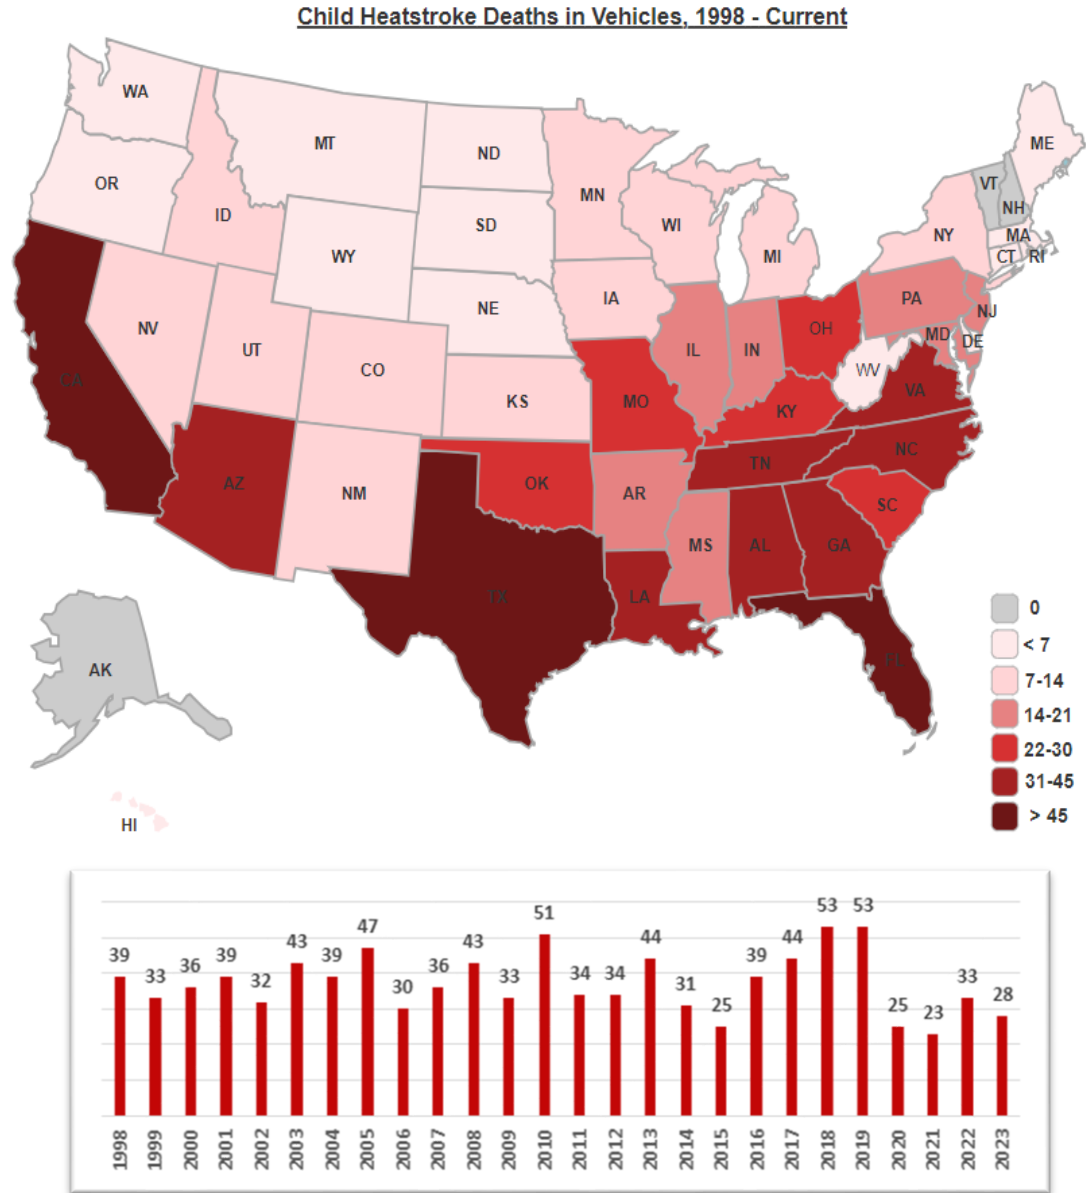 Child Heatstroke Deaths in Vehicles, 1998 - Current
WA
MT
ND
MN
ME
VT
NH
OR
ID
SD
WI
NY
MA
WY
MI
CT
RI
NE
IA
PA
NJ
NV
UT
CO
IL
IN
OH
MD
DE
WV
CA
KS
MO
KY
VA
AZ
NM
OK
AR
TN
NC
SC
TX
LA
MS
AL
GA
FL
AK
HI
0
< 7
7-14
14-21
22-30
31-45
> 45
39 33 36 39 32 43 39 47 30 36 43 33 51 34 34 44 31 25 39 44 53 53 25 23 33 28
1998 1999 2000 2001 2002 2003 2004 2005 2006 2007 2008 2009 2010 2011 2012 2013 2014 2015 2016 2017 2018 2019 2020 2021 2022 2023